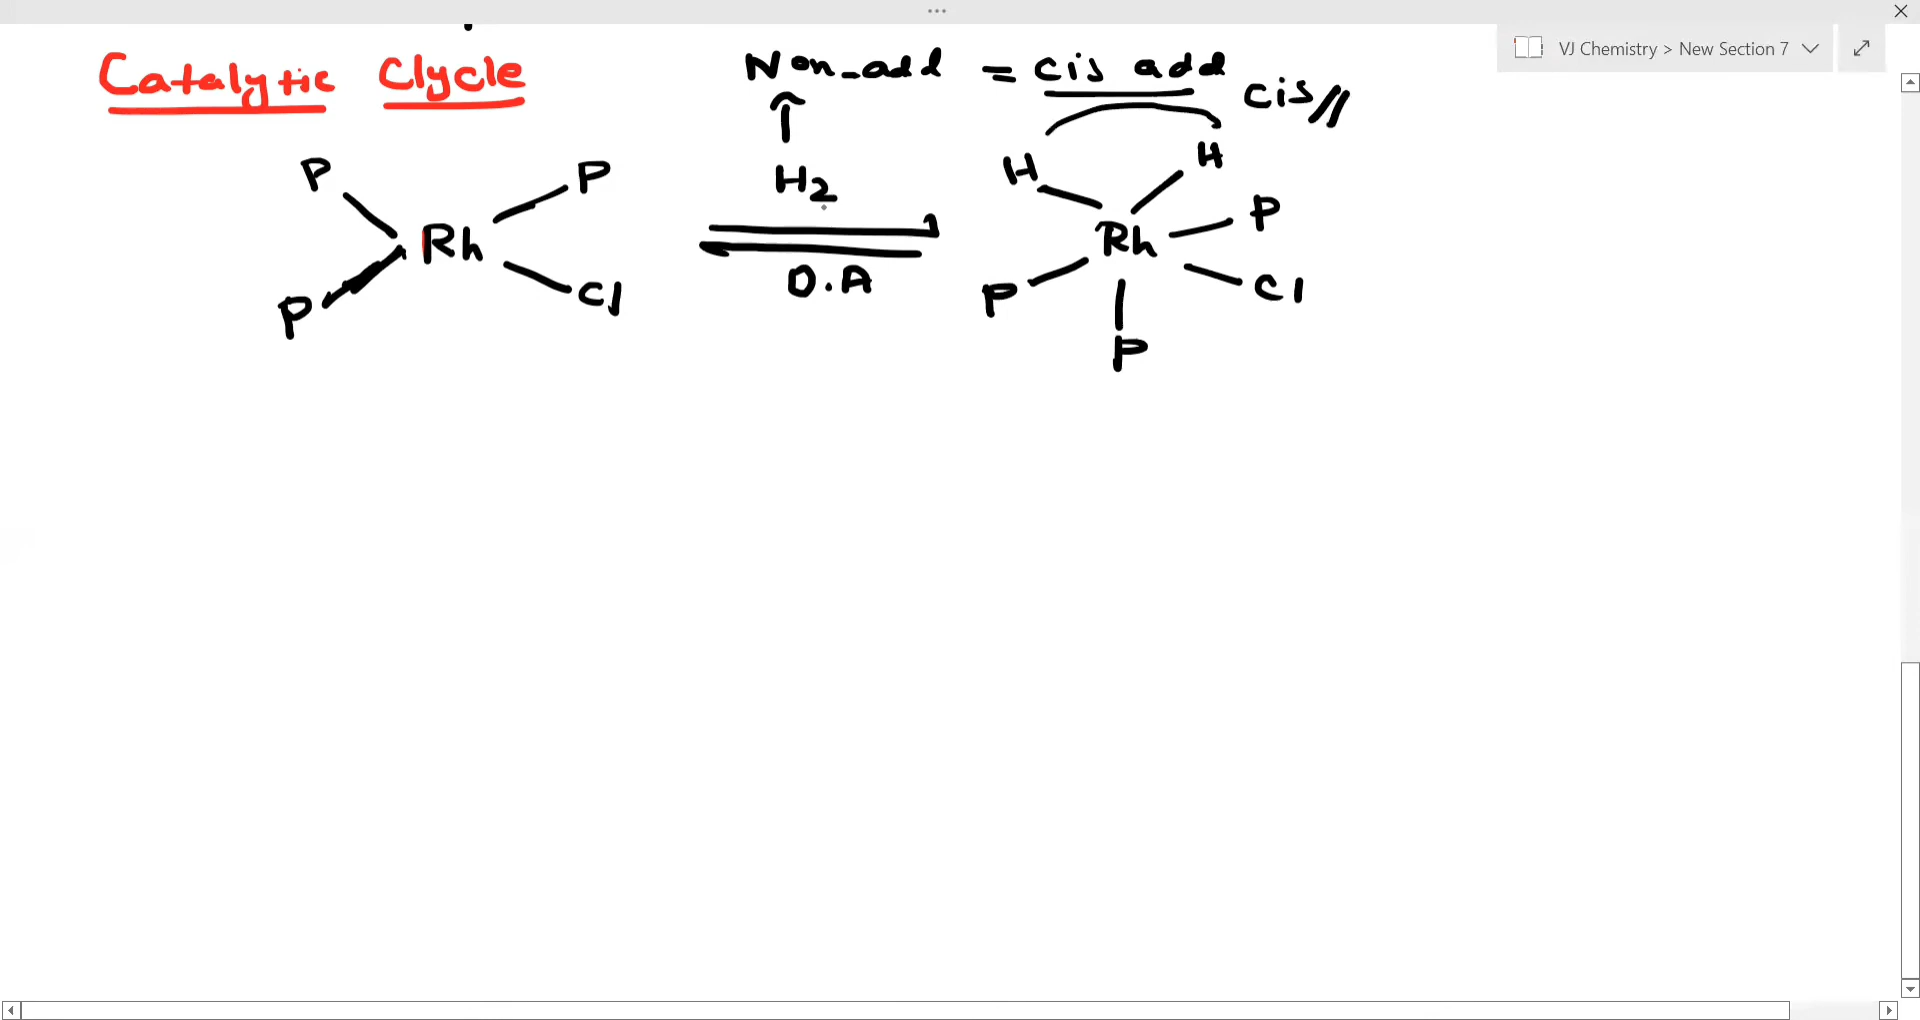 VJ Chemistry > New Section 7
Catalytic Clycle
Non-add = cis add
cis//
H2
O.A
P P
Rh
P Cl
H H
Rh P
P Cl
P